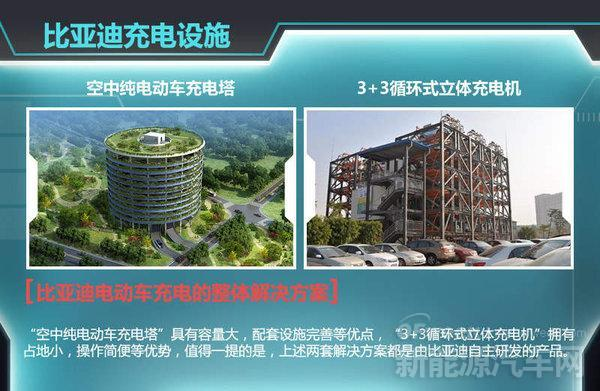 比亚迪充电设施
空中纯电动车充电塔
3+3循环式立体充电机
[比亚迪电动车充电的整体解决方案]
“空中纯电动车充电塔”具有容量大，配套设施完善等优点，“3+3循环式立体充电机”拥有
占地小，操作简便等优势，值得一提的是，上述两套解决方案都是由比亚迪自主研发的产品。
新能源汽车网